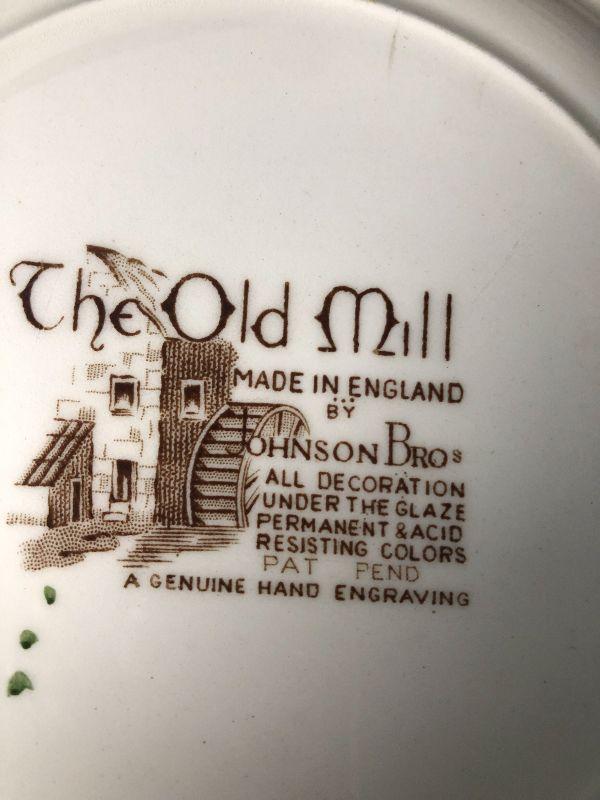 The Old Mill
MADE IN ENGLAND
BY
JOHNSON BROS
ALL DECORATION
UNDER THE GLAZE
PERMANENT & ACID
RESISTING COLORS
PAT PEND
A GENUINE HAND ENGRAVING